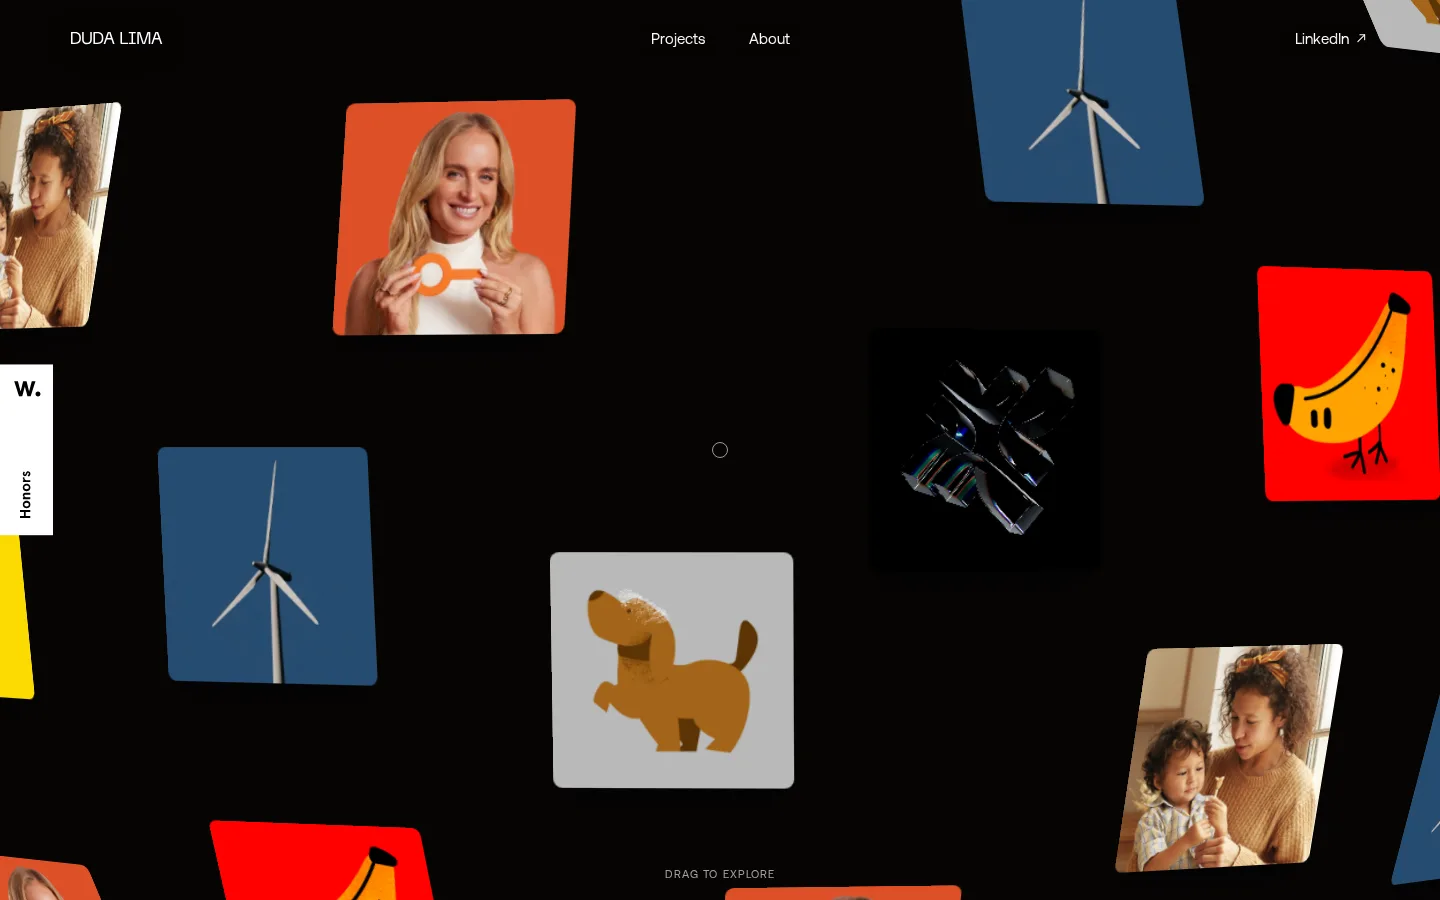 DUDA LIMA
Projects
About
LinkedIn ↗
W.
Honors
DRAG TO EXPLORE